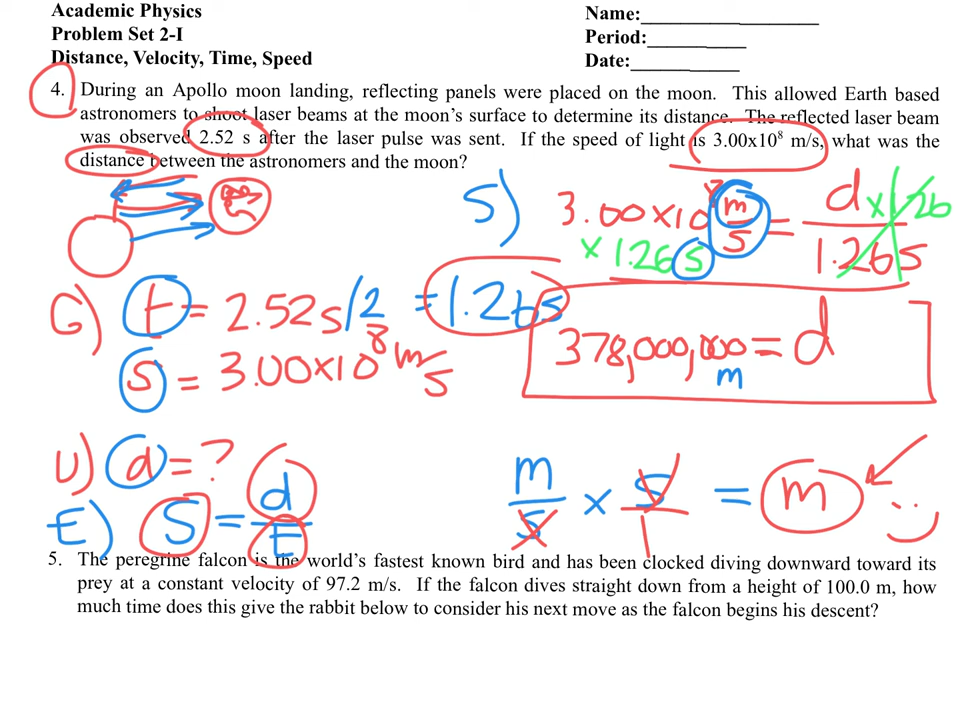 Academic Physics
Problem Set 2-I
Distance, Velocity, Time, Speed
Name:__________________
Period:__________
Date:___________
4. During an Apollo moon landing, reflecting panels were placed on the moon. This allowed Earth based
astronomers to shoot laser beams at the moon's surface to determine its distance. The reflected laser beam
was observed 2.52 s after the laser pulse was sent. If the speed of light is 3.00x10⁸ m/s, what was the
distance between the astronomers and the moon?
S) 3.00x10⁸ m/s = d x 1.26 / 1.26 s
x 1.26 s
G) t = 2.52 s/2 = 1.26 s
378,000,000 m = d
s = 3.00x10⁸ m/s
U) d = ?
E) S = d/t
m/s x s/1 = m
5. The peregrine falcon is the world's fastest known bird and has been clocked diving downward toward its
prey at a constant velocity of 97.2 m/s. If the falcon dives straight down from a height of 100.0 m, how
much time does this give the rabbit below to consider his next move as the falcon begins his descent?